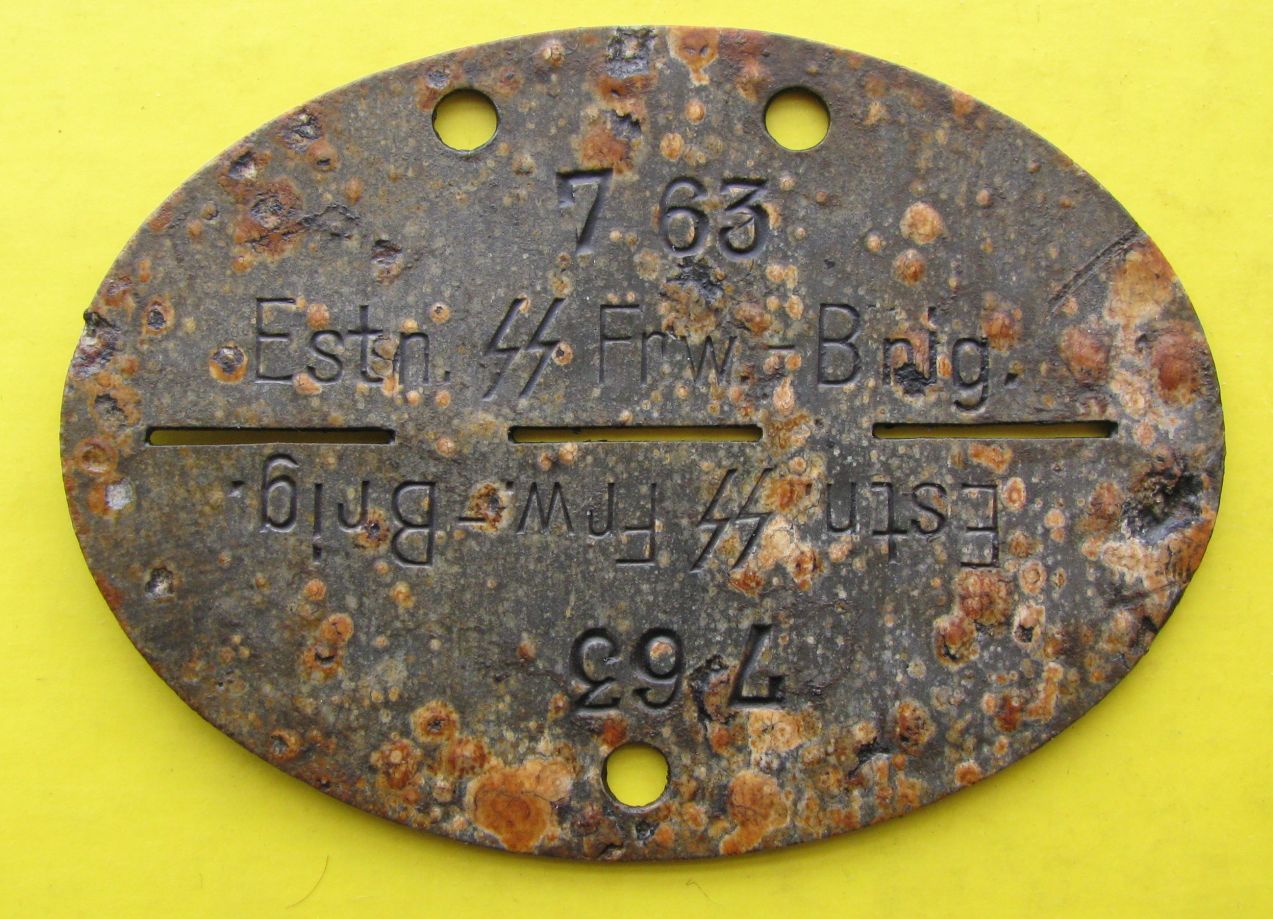 7 63
Estn. ᛋᛋ Frw.-Brig.
Estn ᛋᛋ Frw.-Brig.
7 63